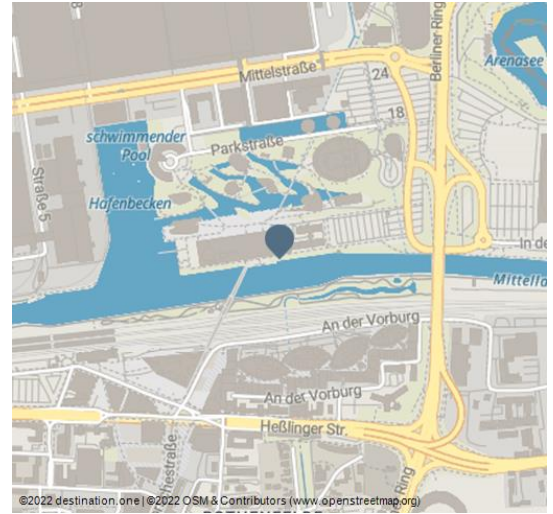 Berliner Ring
Arenasee
Mittelstraße
24
18
schwimmender
Pool
Parkstraße
Straße 5
Hafenbecken
In de
Mittella
An der Vorburg
An der Vorburg
Heßlinger Str.
Ring
©2022 destination.one | ©2022 OSM & Contributors (www.openstreetmap.org)